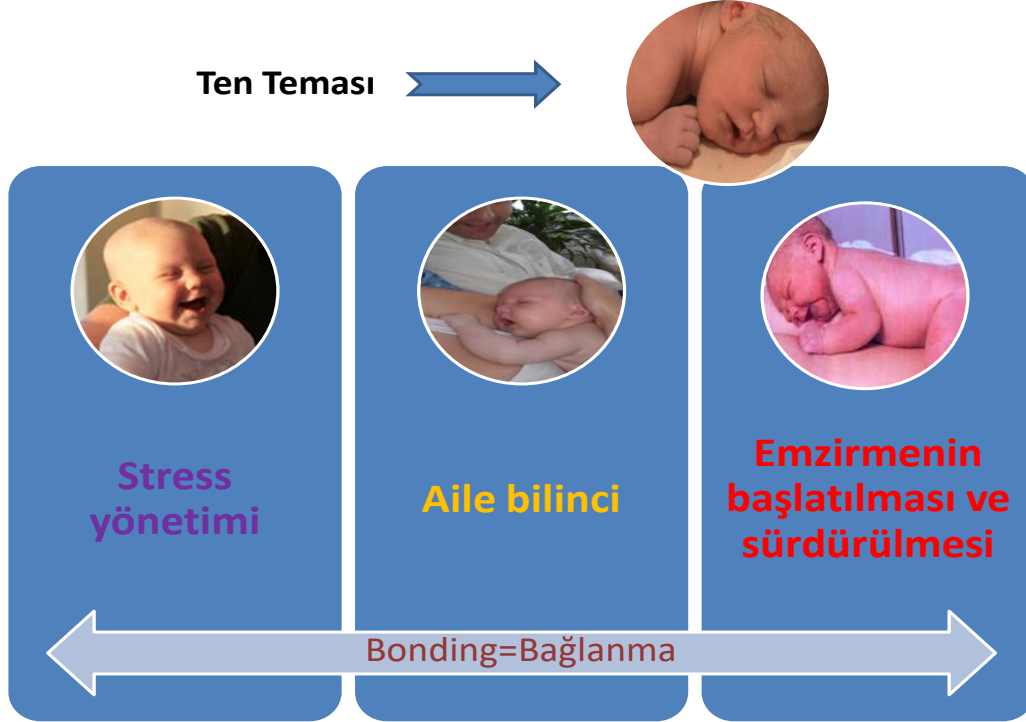 Ten Teması
Stress
yönetimi
Aile bilinci
Emzirmenin
başlatılması ve
sürdürülmesi
Bonding=Bağlanma